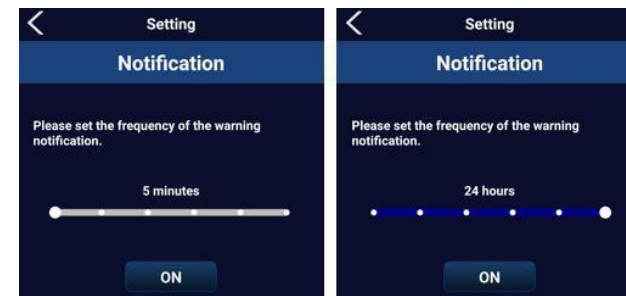 Setting
Notification
Please set the frequency of the warning
notification.
5 minutes
ON
Setting
Notification
Please set the frequency of the warning
notification.
24 hours
ON